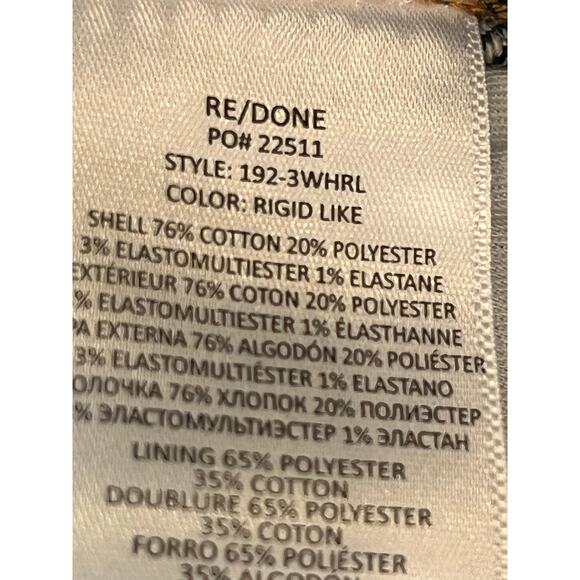 RE/DONE
PO# 22511
STYLE: 192-3WHRL
COLOR: RIGID LIKE
SHELL 76% COTTON 20% POLYESTER
3% ELASTOMULTIESTER 1% ELASTANE
EXTÉRIEUR 76% COTON 20% POLYESTER
% ELASTOMULTIESTER 1% ÉLASTHANNE
PA EXTERNA 76% ALGODÓN 20% POLIÉSTER
3% ELASTOMULTIÉSTER 1% ELASTANO
ОЛОЧКА 76% ХЛОПОК 20% ПОЛИЭСТЕР
% ЭЛАСТОМУЛЬТИЭСТЕР 1% ЭЛАСТАН
LINING 65% POLYESTER
35% COTTON
DOUBLURE 65% POLYESTER
35% COTON
FORRO 65% POLIÉSTER
35% ALGODÓN